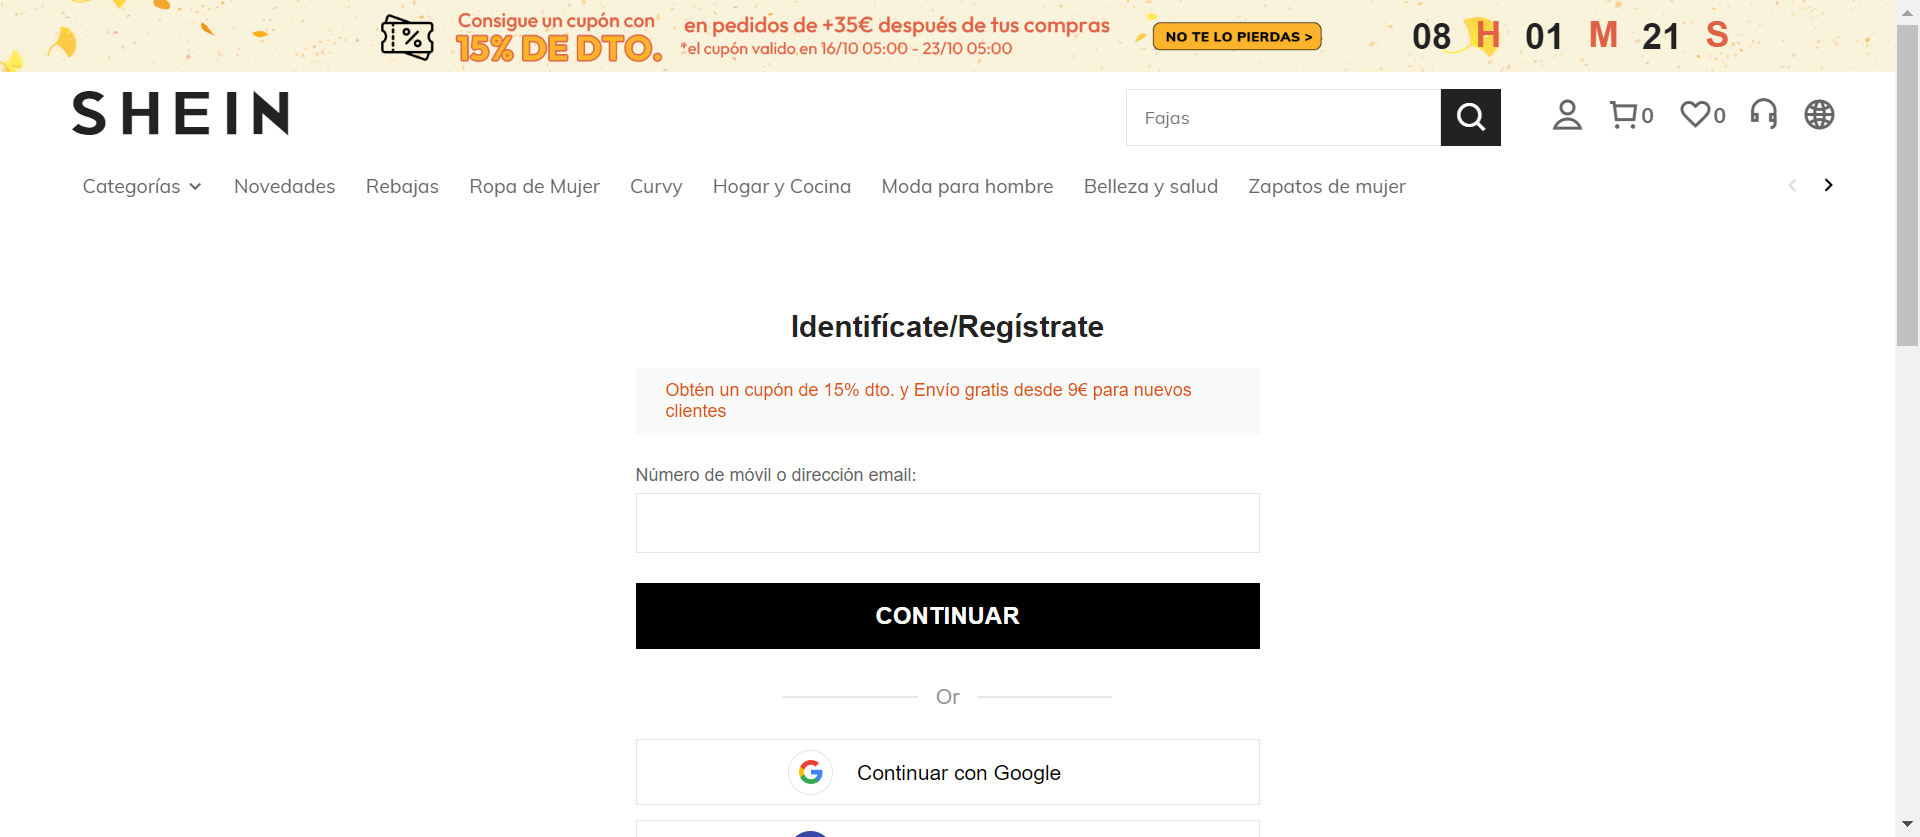 Consigue un cupón con
15% DE DTO.
en pedidos de +35€ después de tus compras
*el cupón valido en 16/10 05:00 - 23/10 05:00
NO TE LO PIERDAS >
08 H 01 M 21 S
SHEIN
Fajas
0
0
Categorías
Novedades
Rebajas
Ropa de Mujer
Curvy
Hogar y Cocina
Moda para hombre
Belleza y salud
Zapatos de mujer
Identifícate/Regístrate
Obtén un cupón de 15% dto. y Envío gratis desde 9€ para nuevos
clientes
Número de móvil o dirección email:
CONTINUAR
Or
Continuar con Google